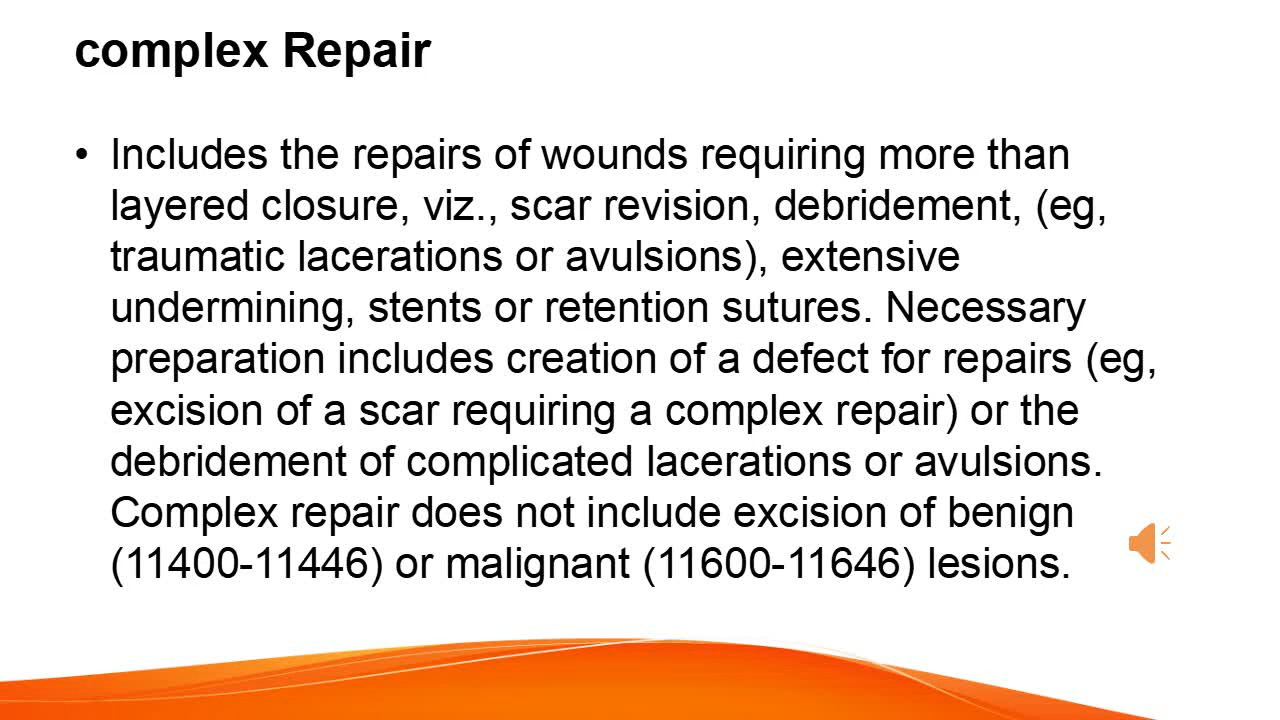 complex Repair
• Includes the repairs of wounds requiring more than
layered closure, viz., scar revision, debridement, (eg,
traumatic lacerations or avulsions), extensive
undermining, stents or retention sutures. Necessary
preparation includes creation of a defect for repairs (eg,
excision of a scar requiring a complex repair) or the
debridement of complicated lacerations or avulsions.
Complex repair does not include excision of benign
(11400-11446) or malignant (11600-11646) lesions.